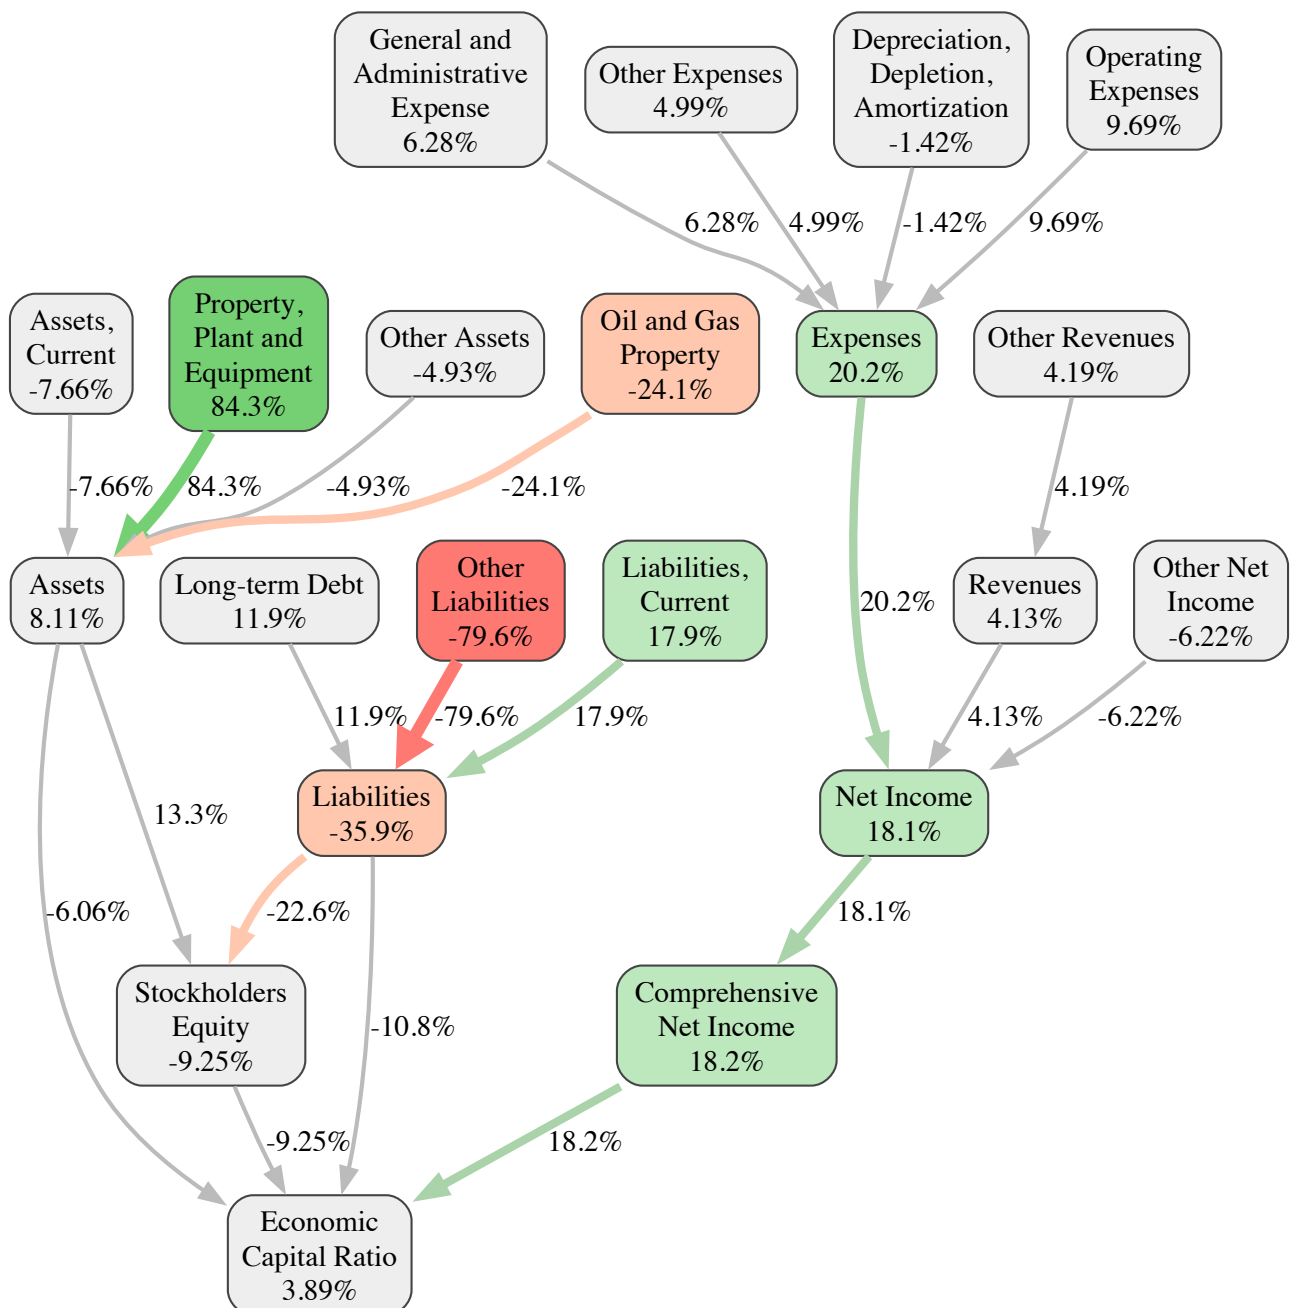 General and
Administrative
Expense
6.28%
Other Expenses
4.99%
Depreciation,
Depletion,
Amortization
-1.42%
Operating
Expenses
9.69%
6.28%
4.99%
-1.42%
9.69%
Assets,
Current
-7.66%
Property,
Plant and
Equipment
84.3%
Other Assets
-4.93%
Oil and Gas
Property
-24.1%
Expenses
20.2%
Other Revenues
4.19%
-7.66%
84.3%
-4.93%
-24.1%
4.19%
Assets
8.11%
Long-term Debt
11.9%
Other
Liabilities
-79.6%
Liabilities,
Current
17.9%
20.2%
Revenues
4.13%
Other Net
Income
-6.22%
11.9%
-79.6%
17.9%
4.13%
-6.22%
13.3%
Liabilities
-35.9%
Net Income
18.1%
-6.06%
-22.6%
18.1%
Stockholders
Equity
-9.25%
-10.8%
Comprehensive
Net Income
18.2%
-9.25%
18.2%
Economic
Capital Ratio
3.89%